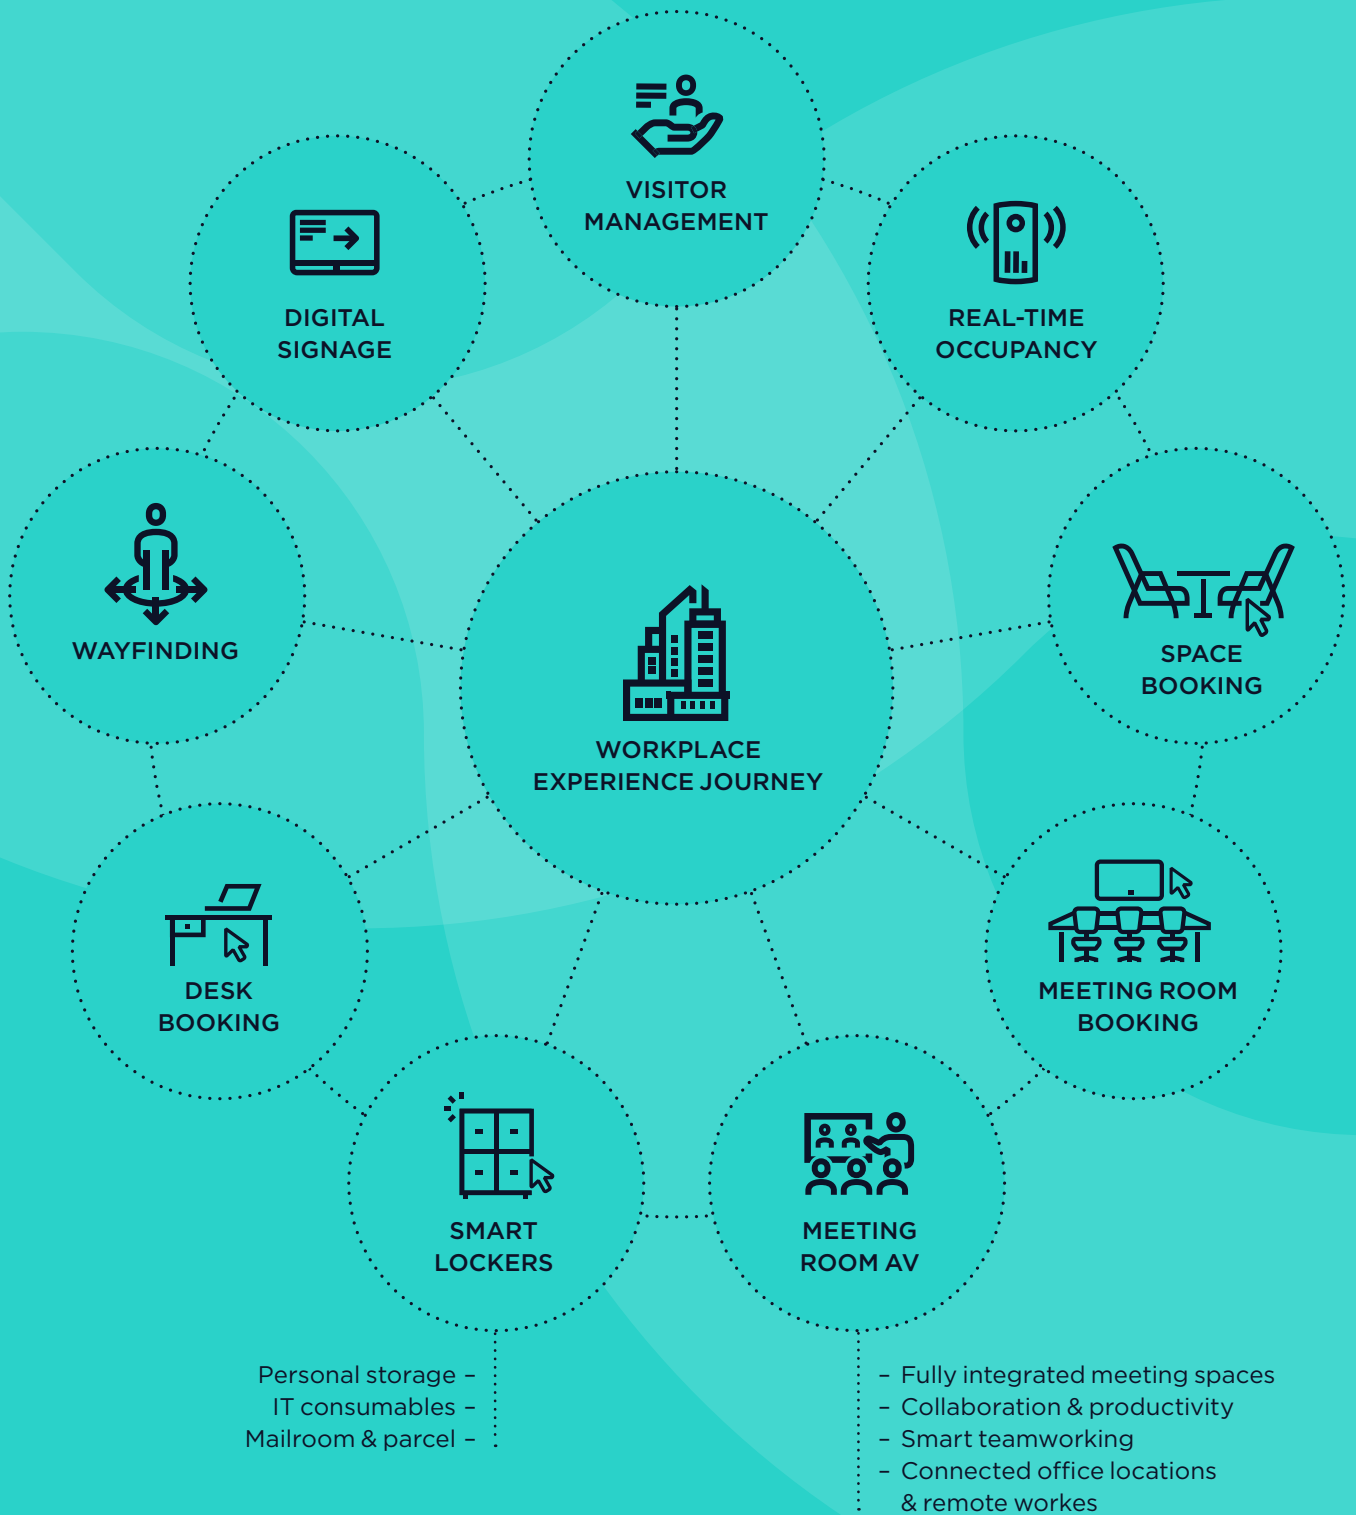 VISITOR
MANAGEMENT
DIGITAL
SIGNAGE
REAL-TIME
OCCUPANCY
WAYFINDING
SPACE
BOOKING
WORKPLACE
EXPERIENCE JOURNEY
DESK
BOOKING
MEETING ROOM
BOOKING
SMART
LOCKERS
MEETING
ROOM AV
Personal storage –
IT consumables –
Mailroom & parcel –
– Fully integrated meeting spaces
– Collaboration & productivity
– Smart teamworking
– Connected office locations
& remote workes